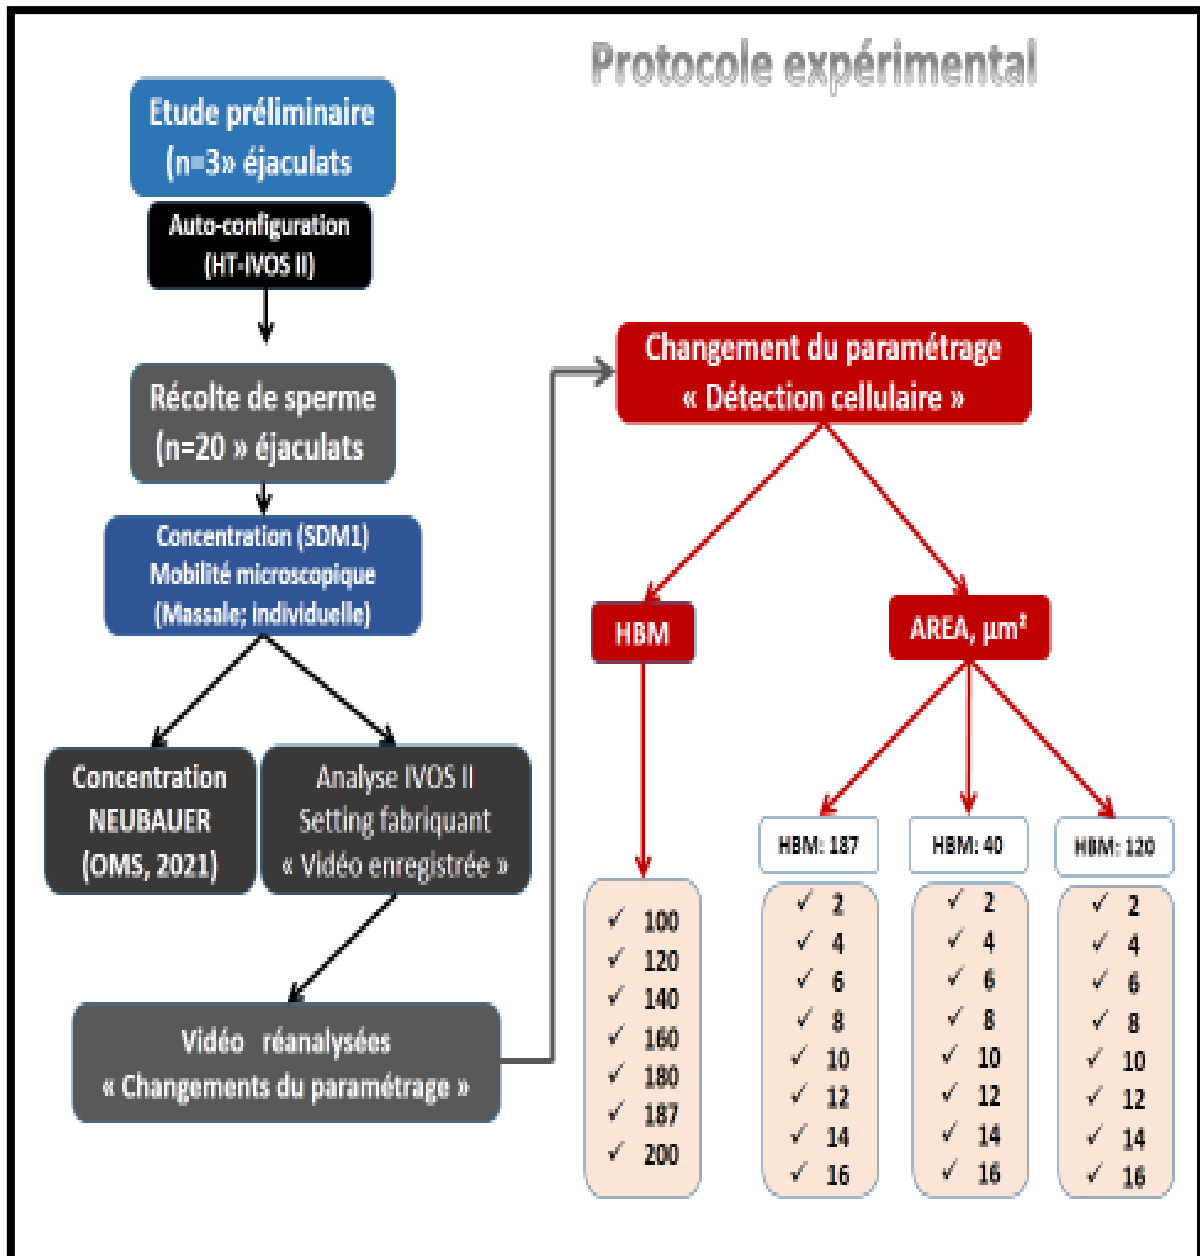 Protocole expérimental
Etude préliminaire
(n=3» éjaculats
Auto-configuration
(HT-IVOS II)
Récolte de sperme
(n=20 » éjaculats
Concentration (SDM1)
Mobilité microscopique
(Massale; individuelle)
Concentration
NEUBAUER
(OMS, 2021)
Analyse IVOS II
Setting fabriquant
« Vidéo enregistrée »
Vidéo réanalysées
« Changements du paramétrage »
Changement du paramétrage
« Détection cellulaire »
HBM
✓ 100
✓ 120
✓ 140
✓ 160
✓ 180
✓ 187
✓ 200
AREA, µm²
HBM: 187
✓ 2
✓ 4
✓ 6
✓ 8
✓ 10
✓ 12
✓ 14
✓ 16
HBM: 40
✓ 2
✓ 4
✓ 6
✓ 8
✓ 10
✓ 12
✓ 14
✓ 16
HBM: 120
✓ 2
✓ 4
✓ 6
✓ 8
✓ 10
✓ 12
✓ 14
✓ 16